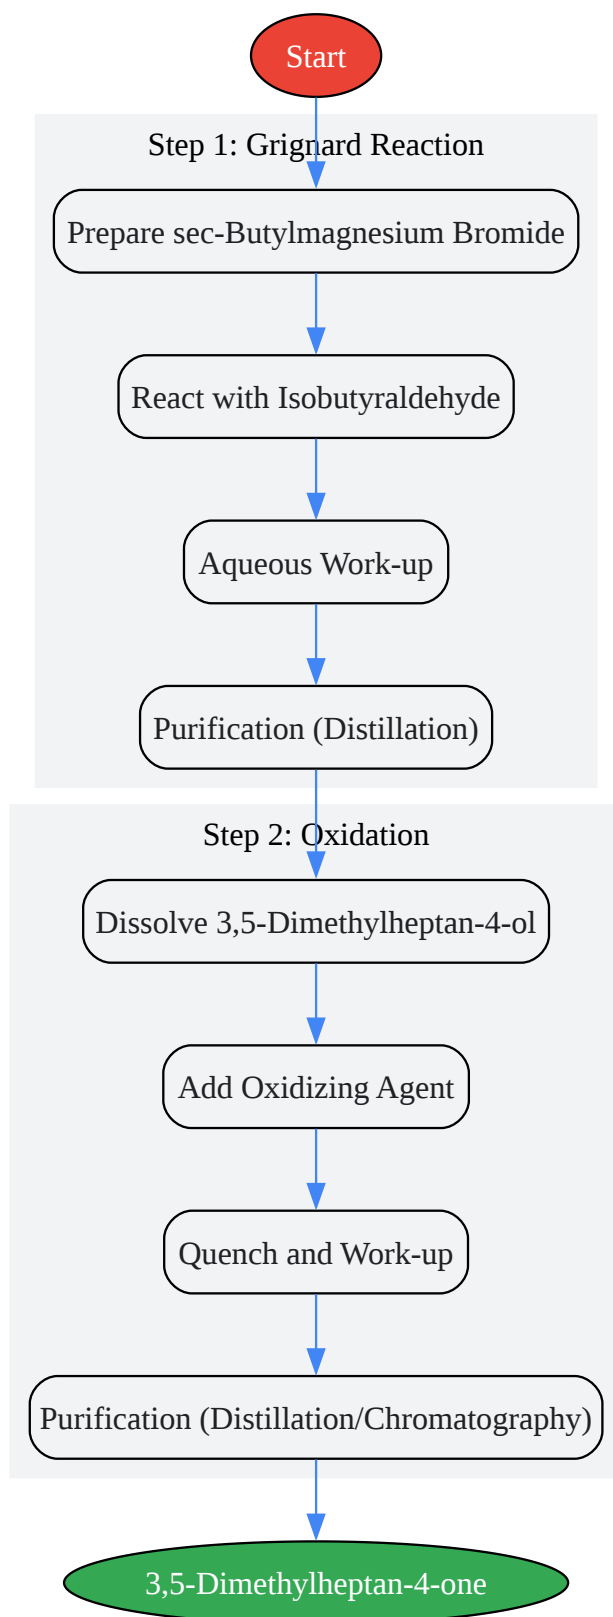 Start
Step 1: Grignard Reaction
Prepare sec-Butylmagnesium Bromide
React with Isobutyraldehyde
Aqueous Work-up
Purification (Distillation)
Step 2: Oxidation
Dissolve 3,5-Dimethylheptan-4-ol
Add Oxidizing Agent
Quench and Work-up
Purification (Distillation/Chromatography)
3,5-Dimethylheptan-4-one